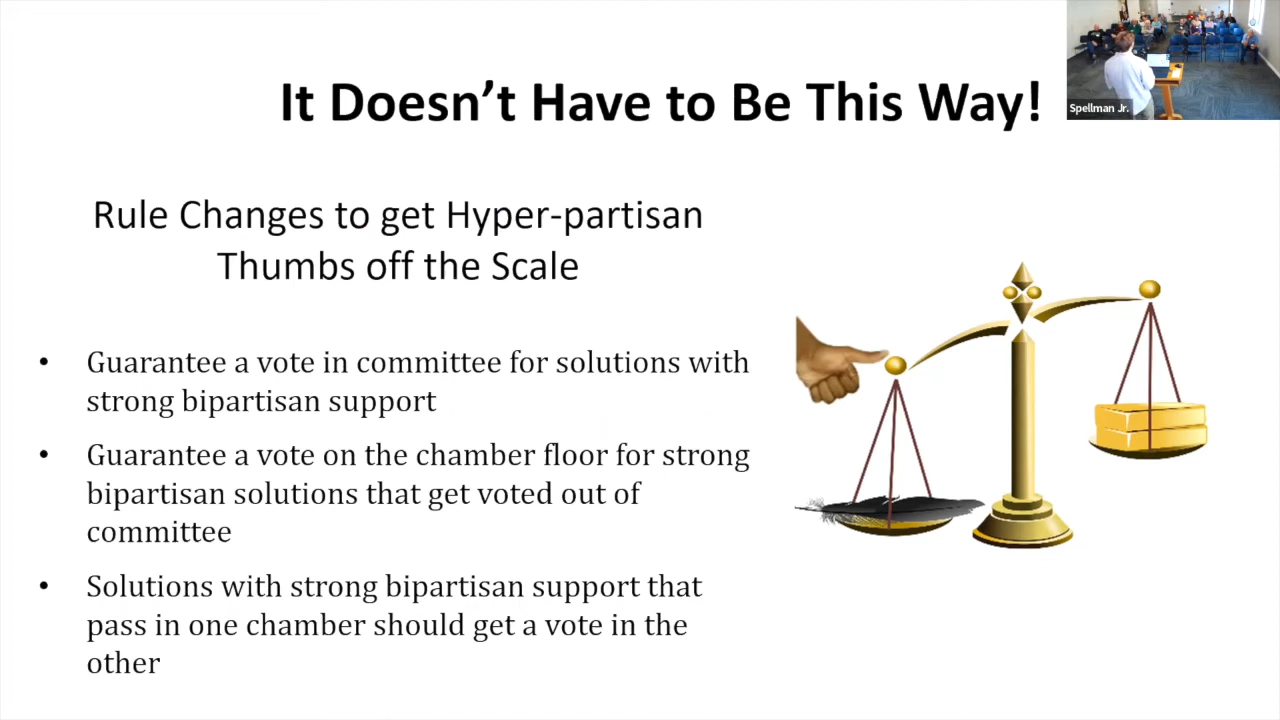 It Doesn't Have to Be This Way!
Spellman Jr.
Rule Changes to get Hyper-partisan
Thumbs off the Scale
• Guarantee a vote in committee for solutions with
strong bipartisan support
• Guarantee a vote on the chamber floor for strong
bipartisan solutions that get voted out of
committee
• Solutions with strong bipartisan support that
pass in one chamber should get a vote in the
other